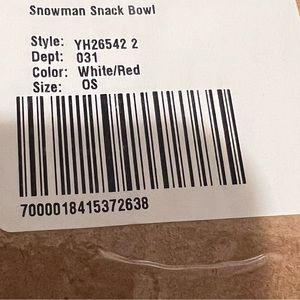 Snowman Snack Bowl
Style: YH26542 2
Dept: 031
Color: White/Red
Size: OS
7000018415372638